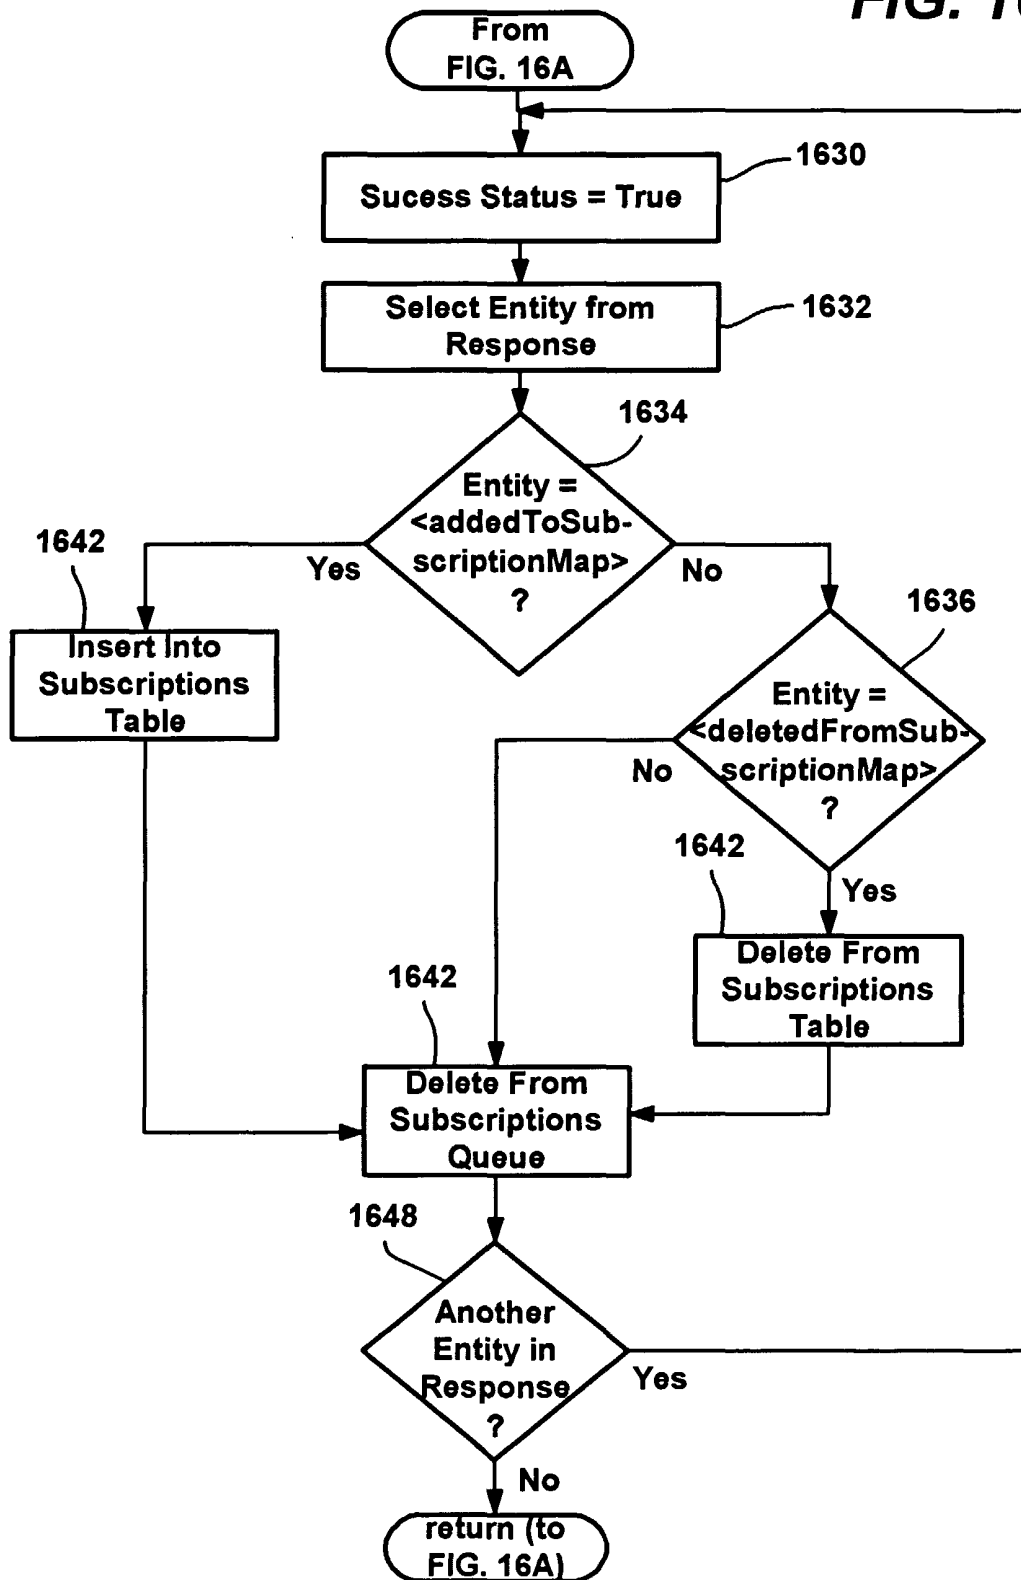 FIG. 16
From
FIG. 16A
1630
Sucess Status = True
Select Entity from
Response
1632
1634
Entity =
<addedToSub-
scriptionMap>
?
Yes
No
1642
Insert Into
Subscriptions
Table
1636
Entity =
<deletedFromSub-
scriptionMap>
?
No
Yes
1642
Delete From
Subscriptions
Table
1642
Delete From
Subscriptions
Queue
1648
Another
Entity in
Response
?
Yes
No
return (to
FIG. 16A)